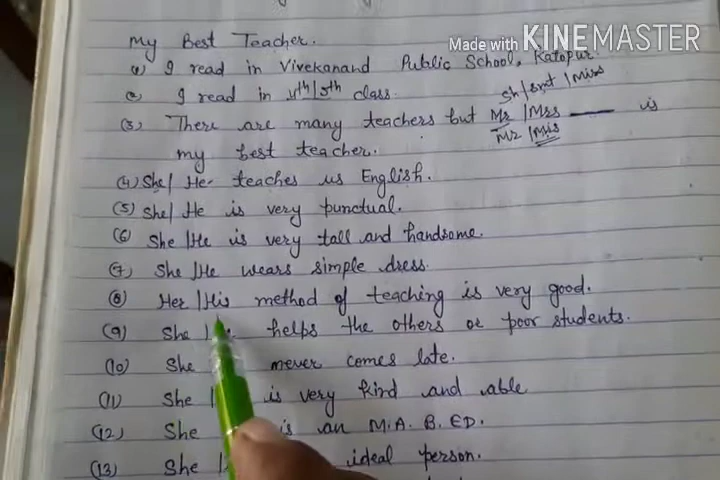 Made with KINEMASTER
My Best Teacher.
(1) I read in Vivekanand Public School, Ratopur.
(2) I read in 4th/5th class.
Sh/Smt/Miss
(3) There are many teachers but Mr/Mrs is
Mr/Mis
my best teacher.
(4) She/He teaches us English.
(5) She/He is very punctual.
(6) She/He is very tall and handsome.
(7) She/He wears simple dress.
(8) Her/His method of teaching is very good.
(9) She helps the others or poor students.
(10) She never comes late.
(11) She is very kind and able
(12) She is an M.A. B.ED.
(13) She ideal person.